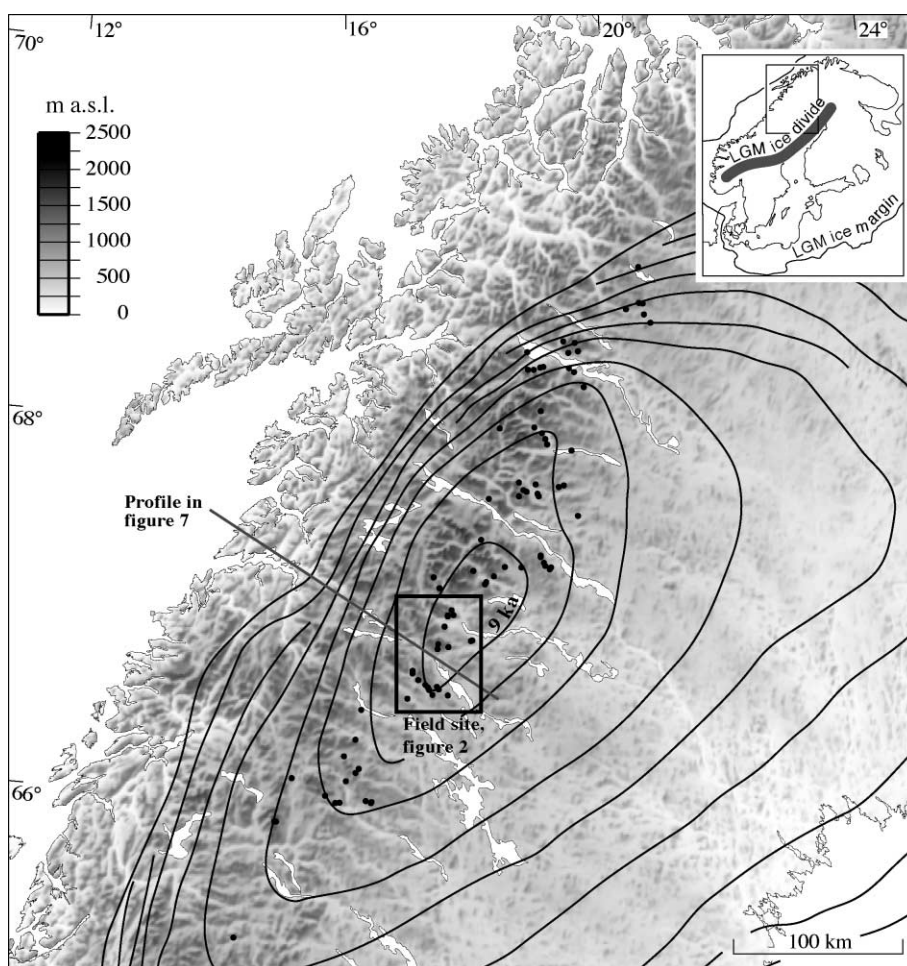 70°
12°
16°
20°
24°
m a.s.l.
2500
2000
1500
1000
500
0
LGM ice divide
LGM ice margin
68°
Profile in
figure 7
9 ka
Field site,
figure 2
66°
100 km